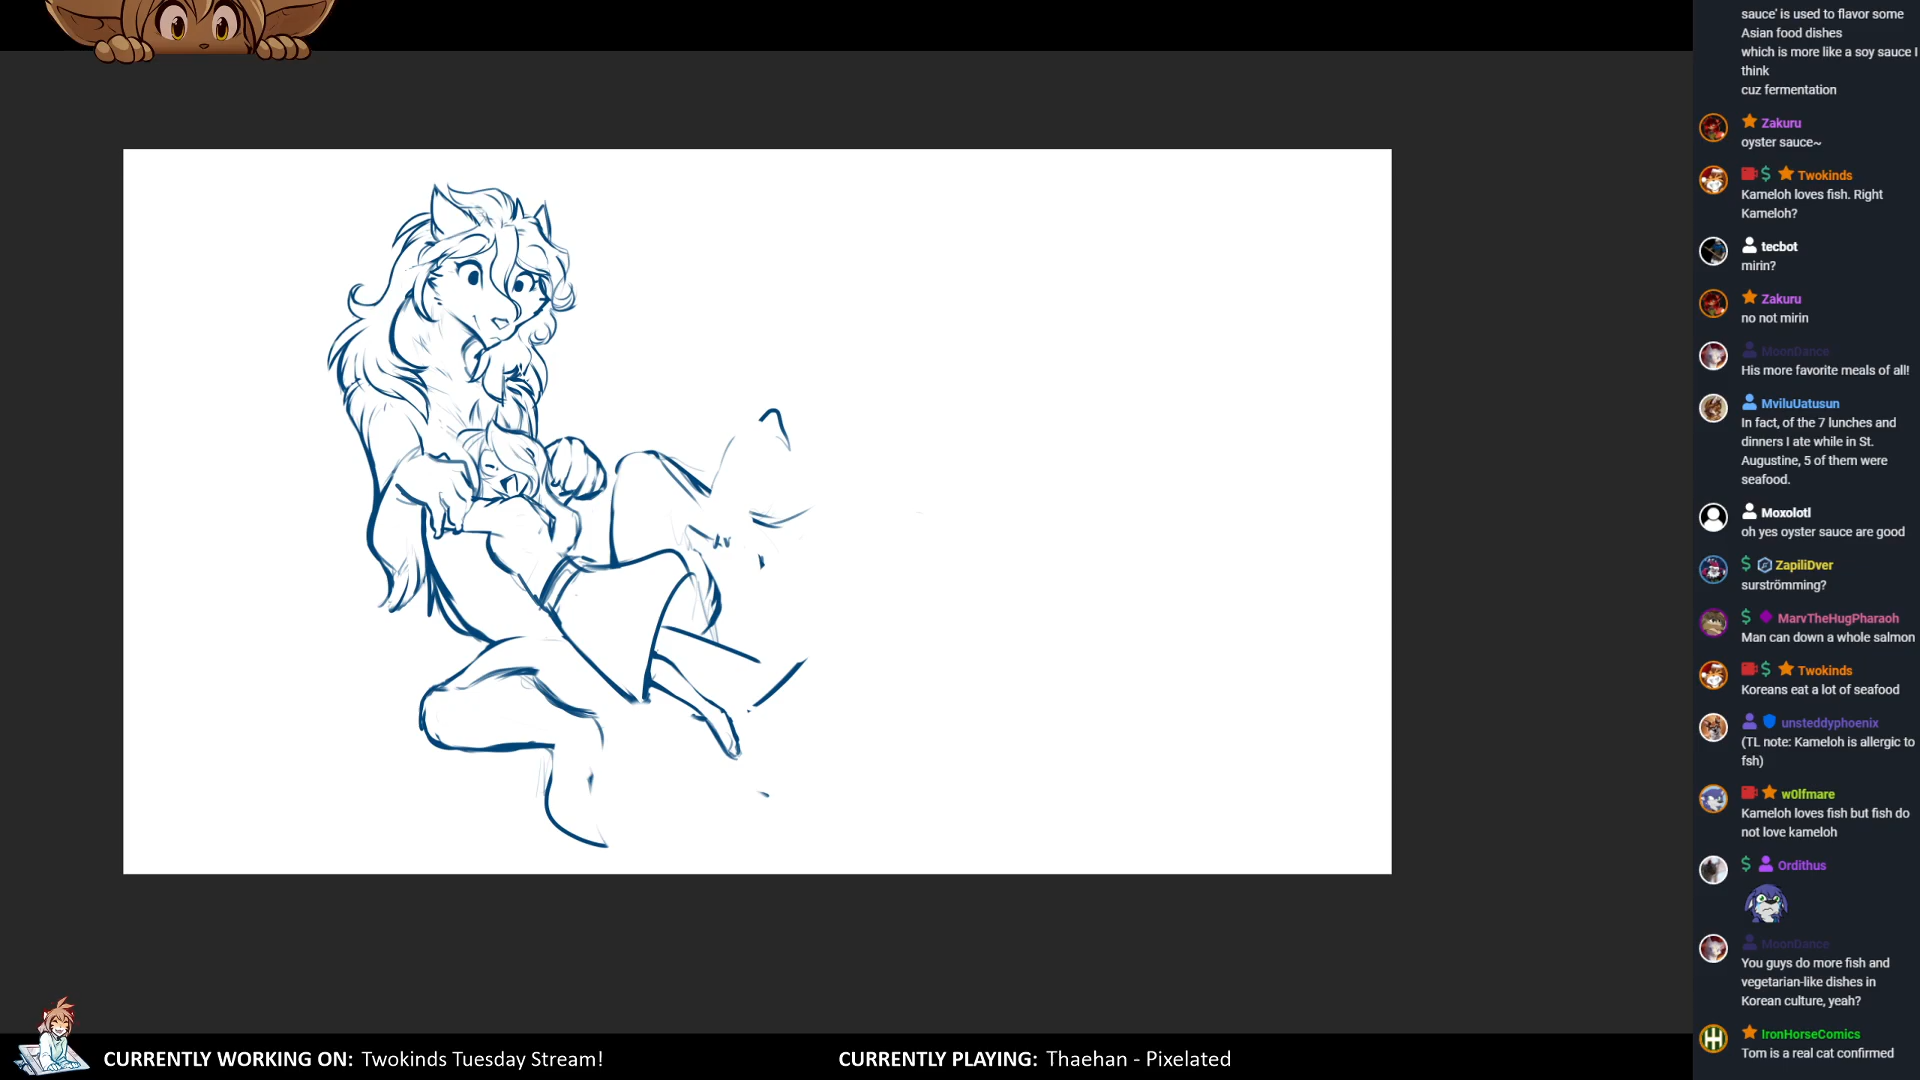 sauce' is used to flavor some
Asian food dishes
which is more like a soy sauce I
think
cuz fermentation
Zakuru
oyster sauce~
Twokinds
Kameloh loves fish. Right
Kameloh?
tecbot
mirin?
Zakuru
no not mirin
MoonDance
His more favorite meals of all!
MviluUatusun
In fact, of the 7 lunches and
dinners I ate while in St.
Augustine, 5 of them were
seafood.
Moxolotl
oh yes oyster sauce are good
ZapiliDver
surströmming?
MarvTheHugPharaoh
Man can down a whole salmon
Twokinds
Koreans eat a lot of seafood
unsteddyphoenix
(TL note: Kameloh is allergic to
fsh)
w0lfmare
Kameloh loves fish but fish do
not love kameloh
Ordithus
MoonDance
You guys do more fish and
vegetarian-like dishes in
Korean culture, yeah?
IronHorseComics
Tom is a real cat confirmed
CURRENTLY WORKING ON: Twokinds Tuesday Stream!
CURRENTLY PLAYING: Thaehan - Pixelated